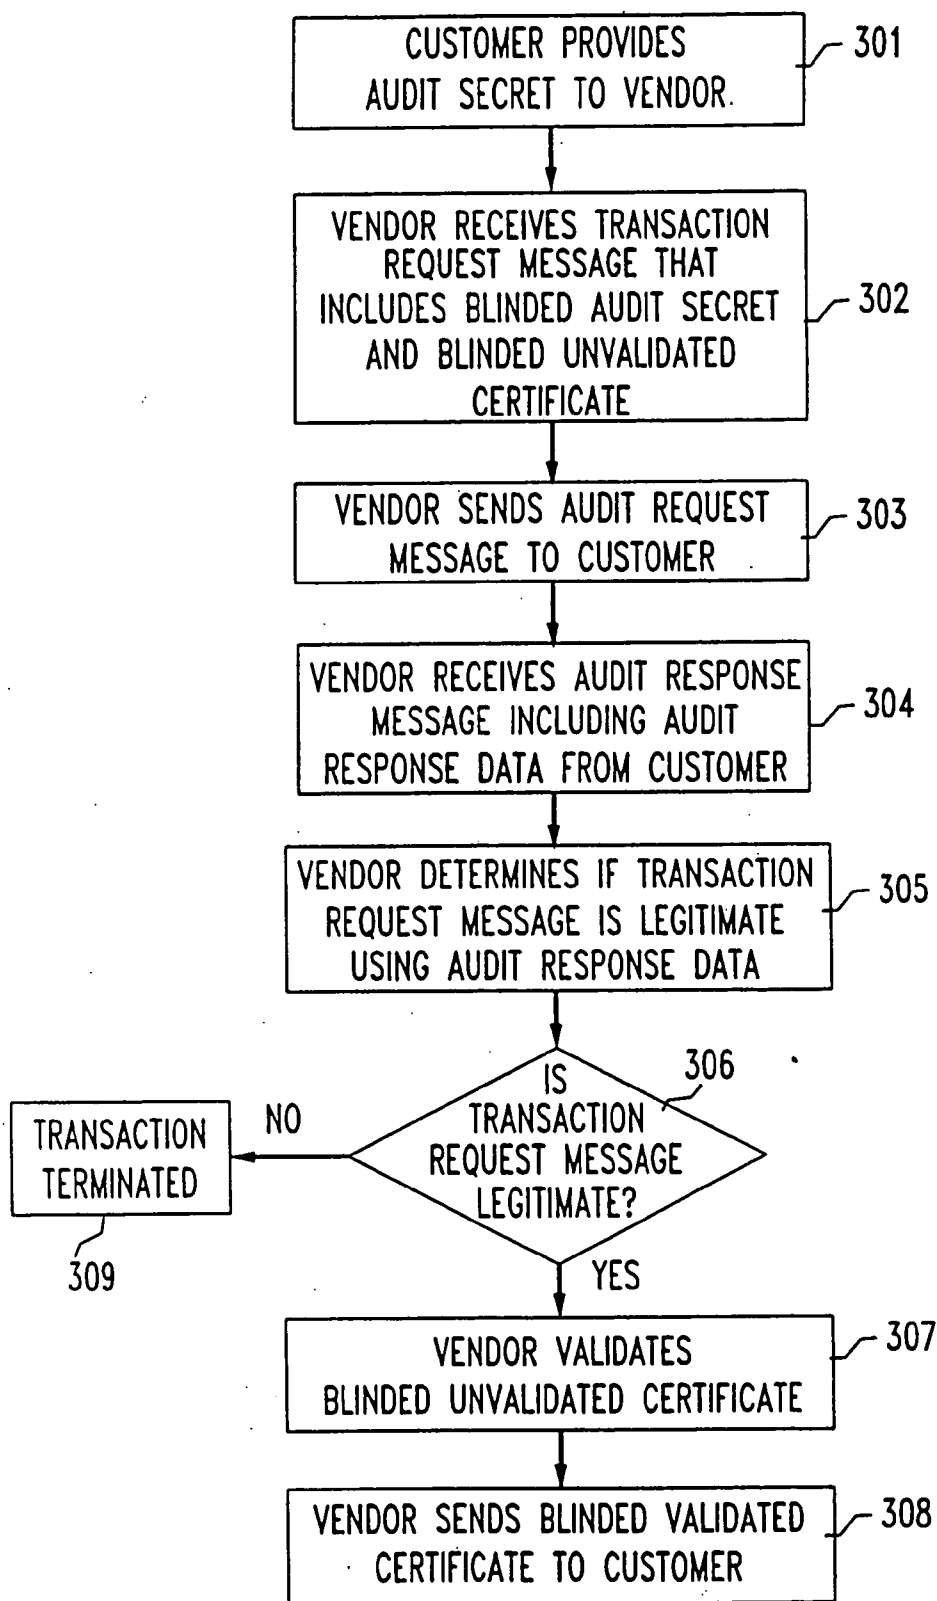 CUSTOMER PROVIDES
AUDIT SECRET TO VENDOR.
301
VENDOR RECEIVES TRANSACTION
REQUEST MESSAGE THAT
INCLUDES BLINDED AUDIT SECRET
AND BLINDED UNVALIDATED
CERTIFICATE
302
VENDOR SENDS AUDIT REQUEST
MESSAGE TO CUSTOMER
303
VENDOR RECEIVES AUDIT RESPONSE
MESSAGE INCLUDING AUDIT
RESPONSE DATA FROM CUSTOMER
304
VENDOR DETERMINES IF TRANSACTION
REQUEST MESSAGE IS LEGITIMATE
USING AUDIT RESPONSE DATA
305
IS
TRANSACTION
REQUEST MESSAGE
LEGITIMATE?
306
NO
TRANSACTION
TERMINATED
309
YES
VENDOR VALIDATES
BLINDED UNVALIDATED CERTIFICATE
307
VENDOR SENDS BLINDED VALIDATED
CERTIFICATE TO CUSTOMER
308